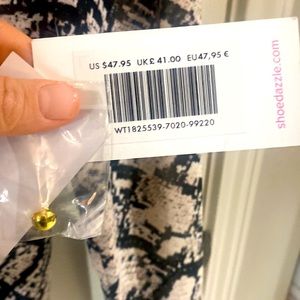 US $47.95 UK£ 41.00 EU47,95 €
WT1825539-7020-99220
shoedazzle.com